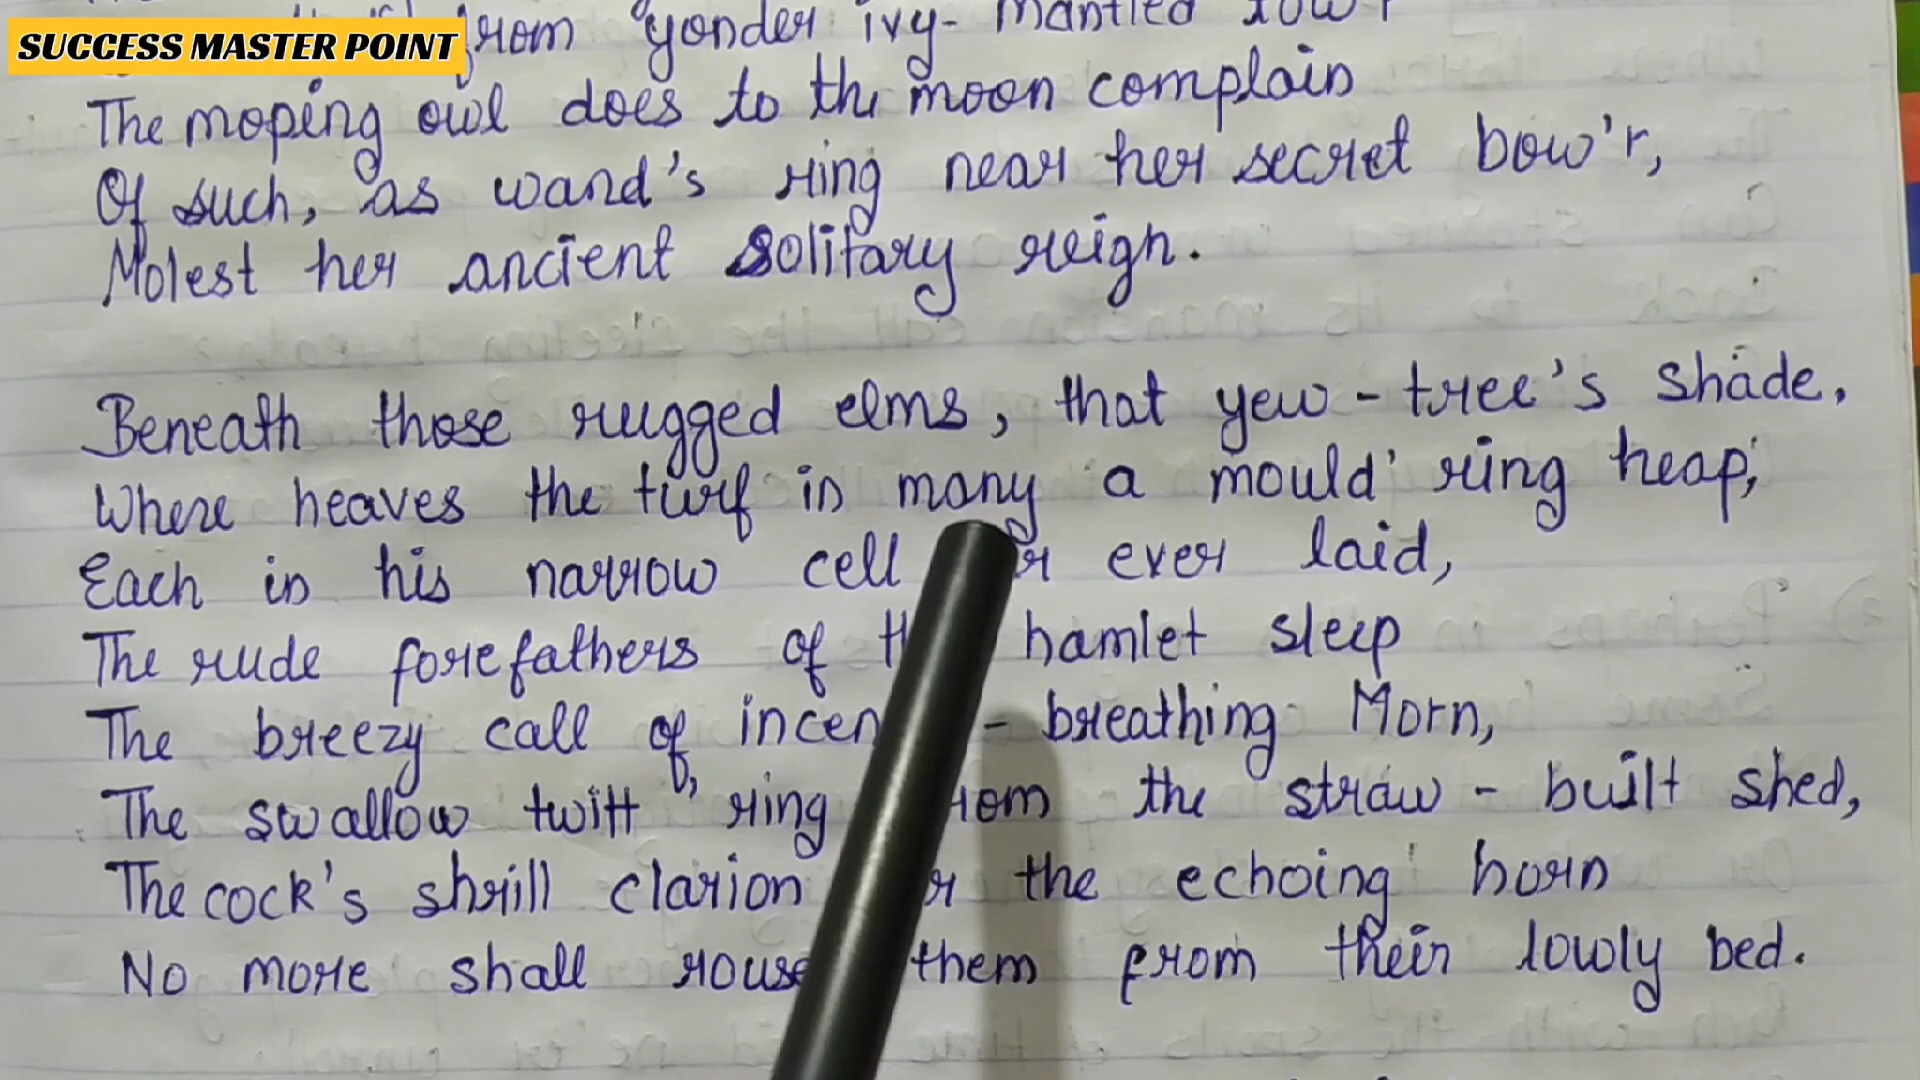 from yonder ivy- mantled tow'r
SUCCESS MASTER POINT
The moping owl does to the moon complain
Of such, as wand's ring near her secret bow'r,
Molest her ancient solitary reign.
Beneath those rugged elms, that yew - tree's shade.
Where heaves the turf in many a mould' ring heap;
Each in his narrow cell ever laid,
The rude forefathers of hamlet sleep
The breezy call of - breathing Morn,
The swallow twitt 'ring the straw - built shed,
The cock's shrill clarion the echoing horn
No more shall rouse them from their lowly bed.